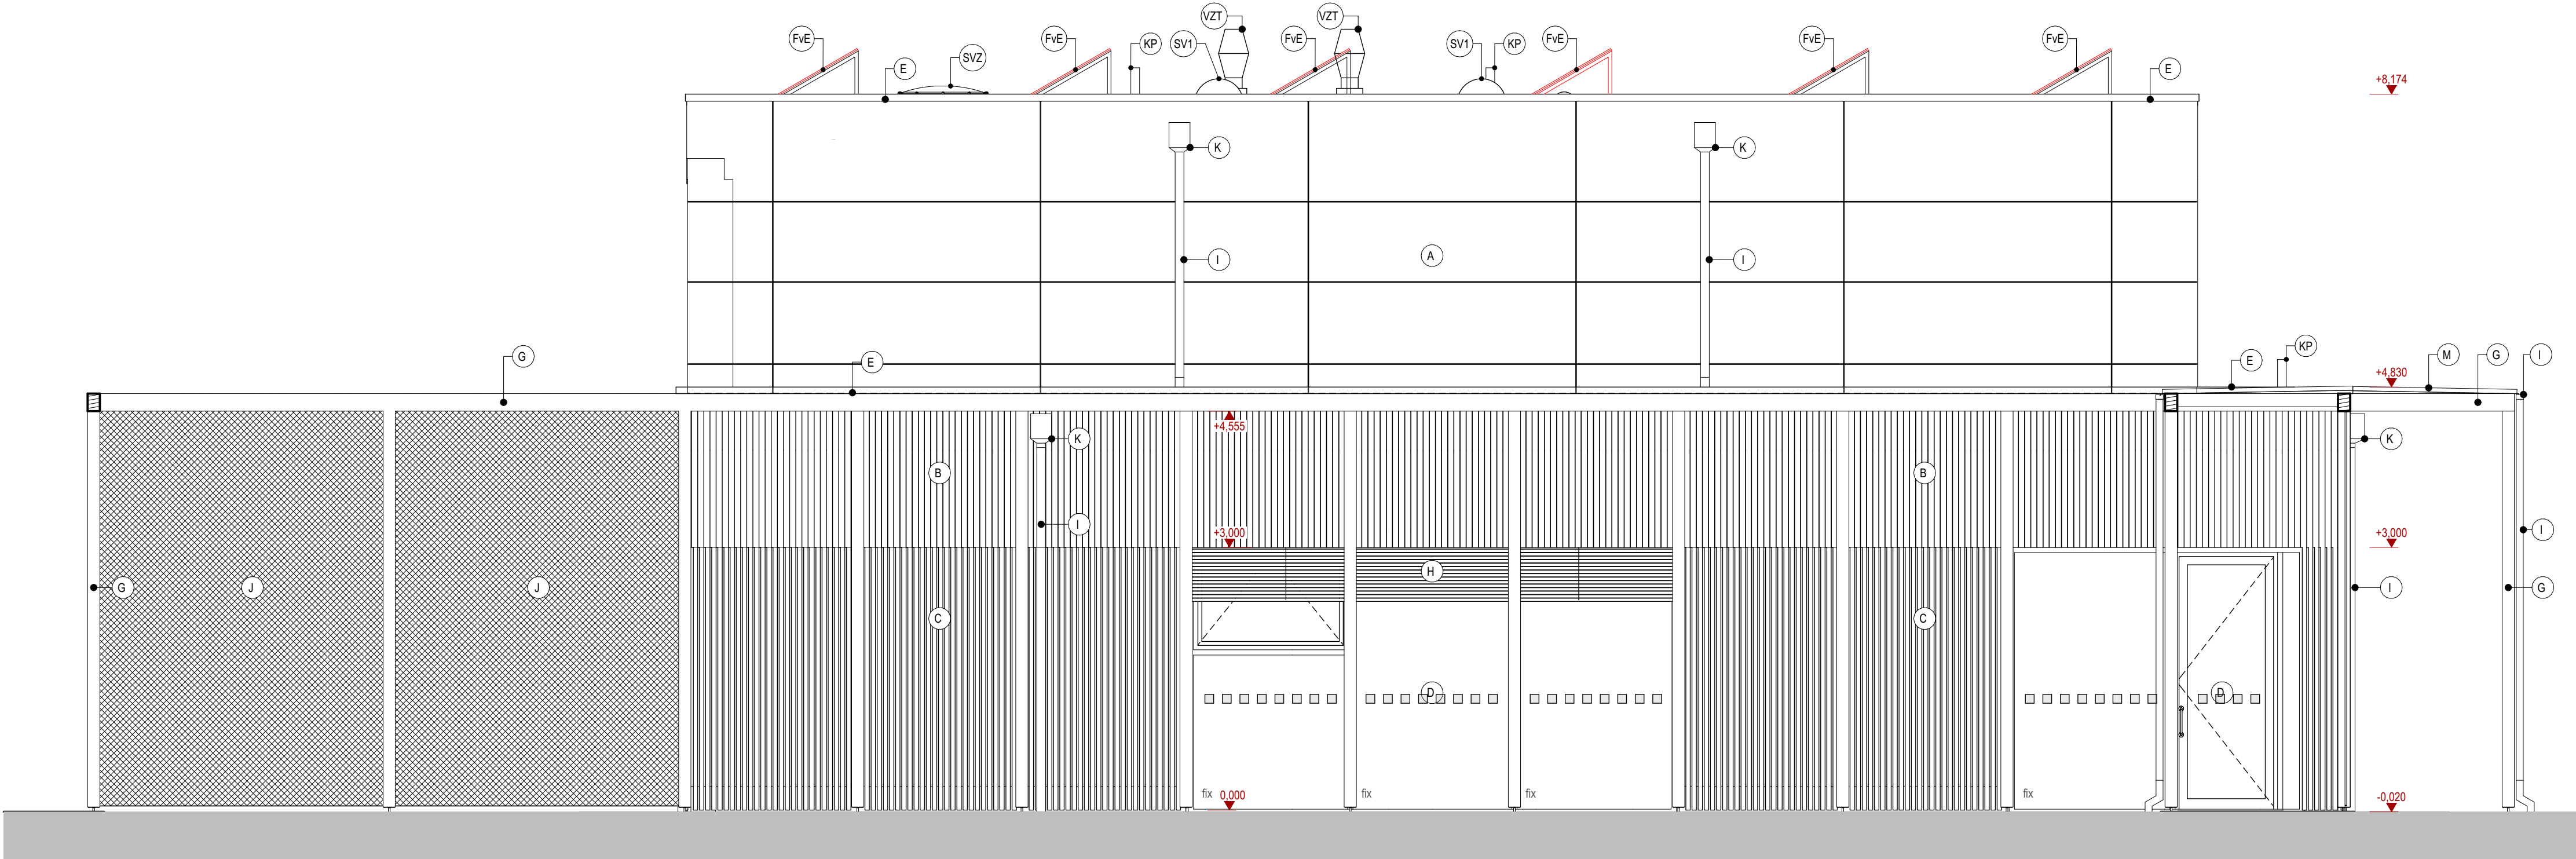 VZT VZT
FvE FvE KP SV1 FvE SV1 KP FvE FvE FvE
E SVZ E
+8,174
K K
A
I I
G E E KP M G I
+4,830
+4,555
K K
B B
I I
+3,000 +3,000
H
G J J I G
C C
D D
fix 0,000 fix fix fix -0,020